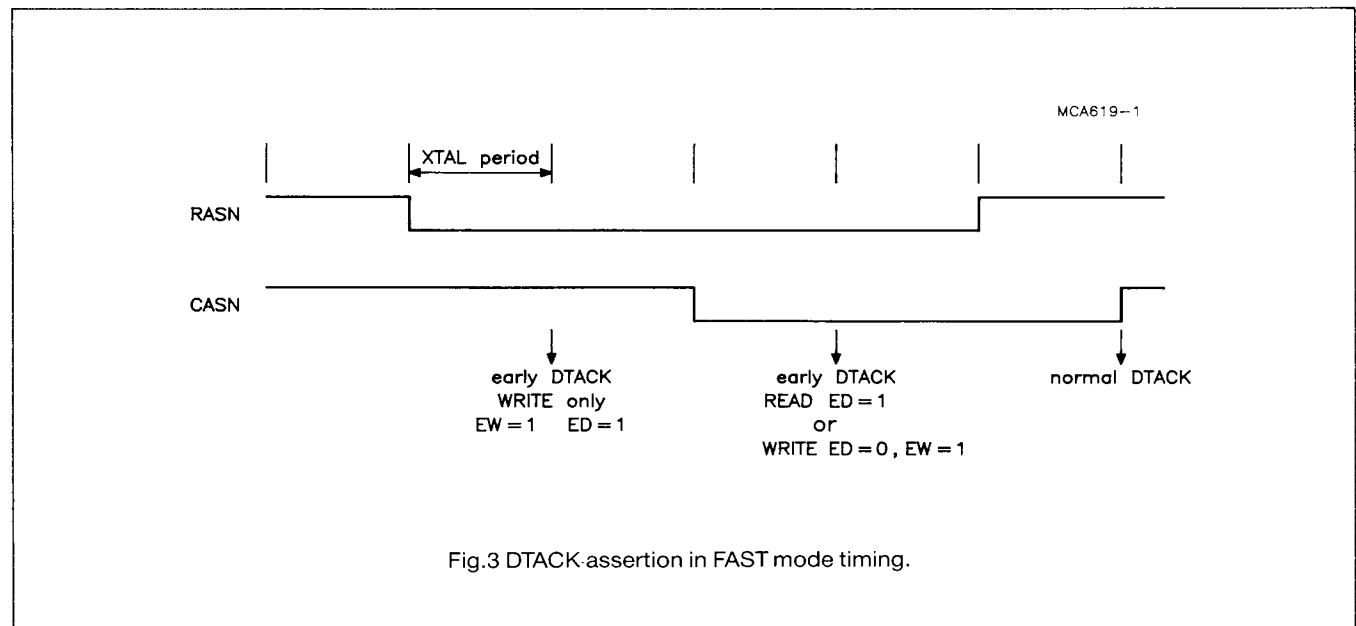 MCA619-1
XTAL period
RASN
CASN
early DTACK
WRITE only
EW = 1 ED = 1
early DTACK
READ ED = 1
or
WRITE ED = 0 , EW = 1
normal DTACK
Fig.3 DTACK assertion in FAST mode timing.